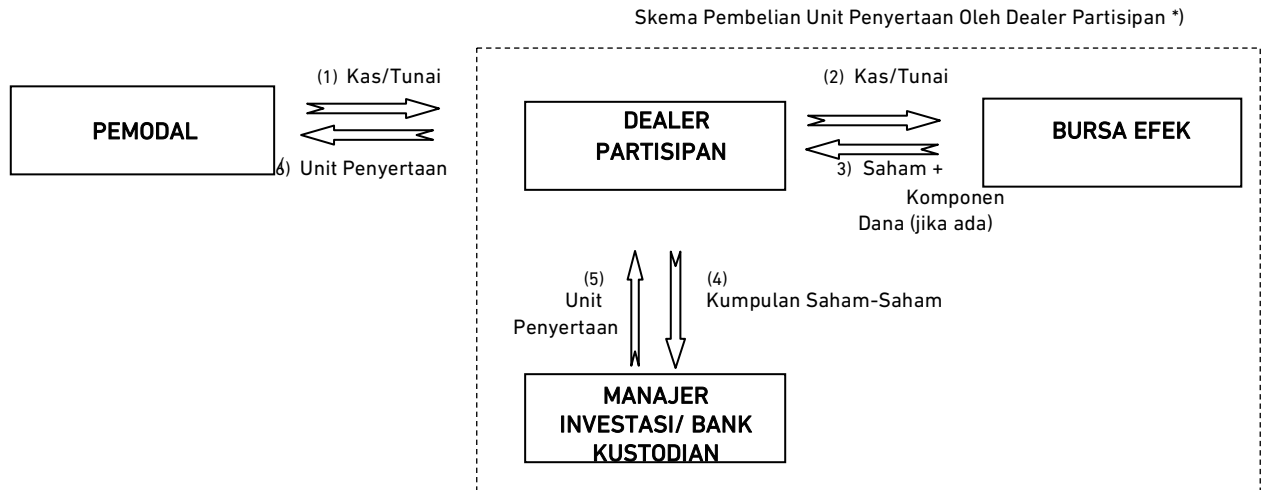 Skema Pembelian Unit Penyertaan Oleh Dealer Partisipan *)
(1) Kas/Tunai
PEMODAL
6) Unit Penyertaan
DEALER
PARTISIPAN
(2) Kas/Tunai
3) Saham +
Komponen
Dana (jika ada)
BURSA EFEK
(5)
Unit
Penyertaan
(4)
Kumpulan Saham-Saham
MANAJER
INVESTASI/ BANK
KUSTODIAN